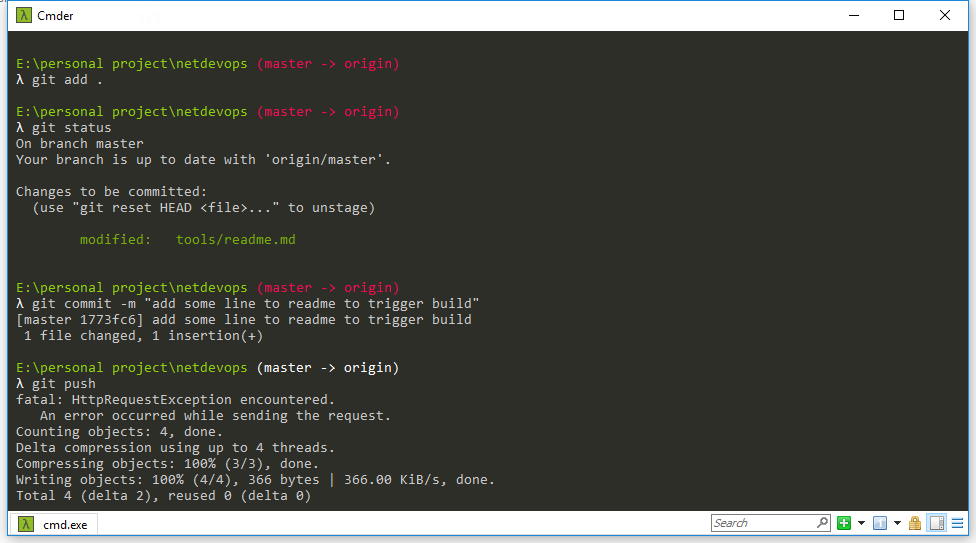 Cmder
E:\personal project\netdevops (master -> origin)
λ git add .
E:\personal project\netdevops (master -> origin)
λ git status
On branch master
Your branch is up to date with 'origin/master'.
Changes to be committed:
  (use "git reset HEAD <file>..." to unstage)
        modified:   tools/readme.md
E:\personal project\netdevops (master -> origin)
λ git commit -m "add some line to readme to trigger build"
[master 1773fc6] add some line to readme to trigger build
 1 file changed, 1 insertion(+)
E:\personal project\netdevops (master -> origin)
λ git push
fatal: HttpRequestException encountered.
   An error occurred while sending the request.
Counting objects: 4, done.
Delta compression using up to 4 threads.
Compressing objects: 100% (3/3), done.
Writing objects: 100% (4/4), 366 bytes | 366.00 KiB/s, done.
Total 4 (delta 2), reused 0 (delta 0)
λ cmd.exe
Search